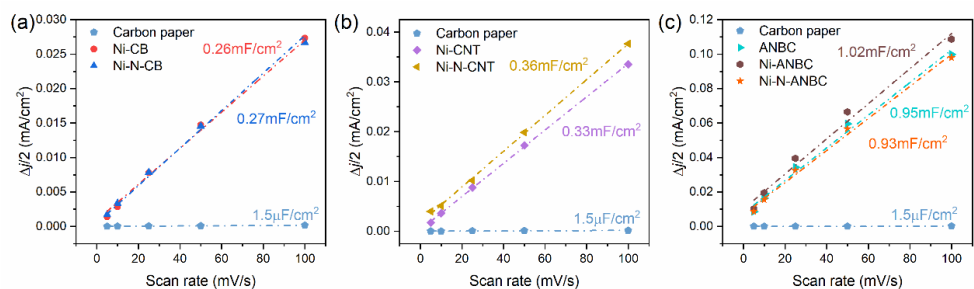 (a)
Carbon paper
Ni-CB
Ni-N-CB
0.26mF/cm²
0.27mF/cm²
1.5μF/cm²
0.030
0.025
0.020
0.015
0.010
0.005
0.000
Δj/2 (mA/cm²)
0 20 40 60 80 100
Scan rate (mV/s)
(b)
Carbon paper
Ni-CNT
Ni-N-CNT
0.36mF/cm²
0.33mF/cm²
1.5μF/cm²
0.04
0.03
0.02
0.01
0.00
Δj/2 (mA/cm²)
0 20 40 60 80 100
Scan rate (mV/s)
(c)
Carbon paper
ANBC
Ni-ANBC
Ni-N-ANBC
1.02mF/cm²
0.95mF/cm²
0.93mF/cm²
1.5μF/cm²
0.12
0.10
0.08
0.06
0.04
0.02
0.00
Δj/2 (mA/cm²)
0 20 40 60 80 100
Scan rate (mV/s)